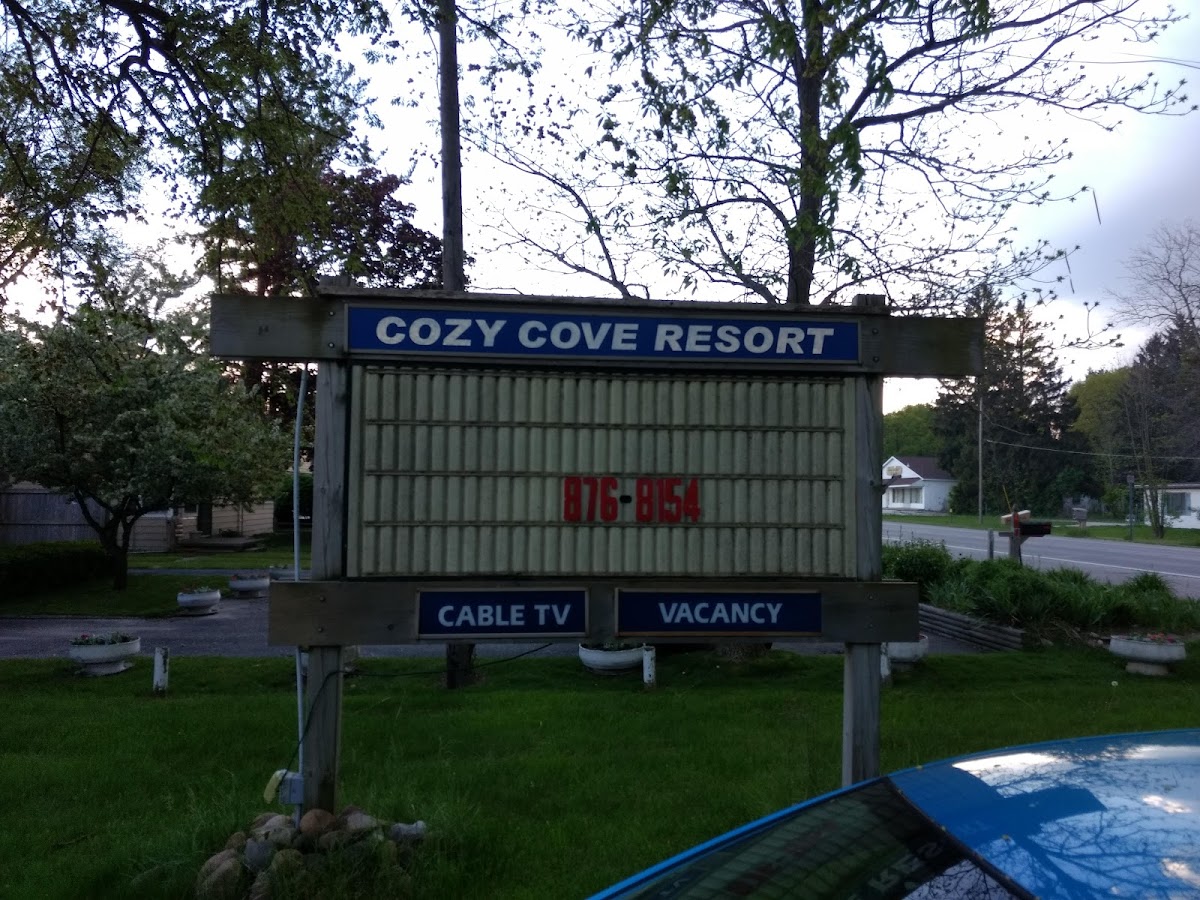 COZY COVE RESORT
876-8154
CABLE TV
VACANCY